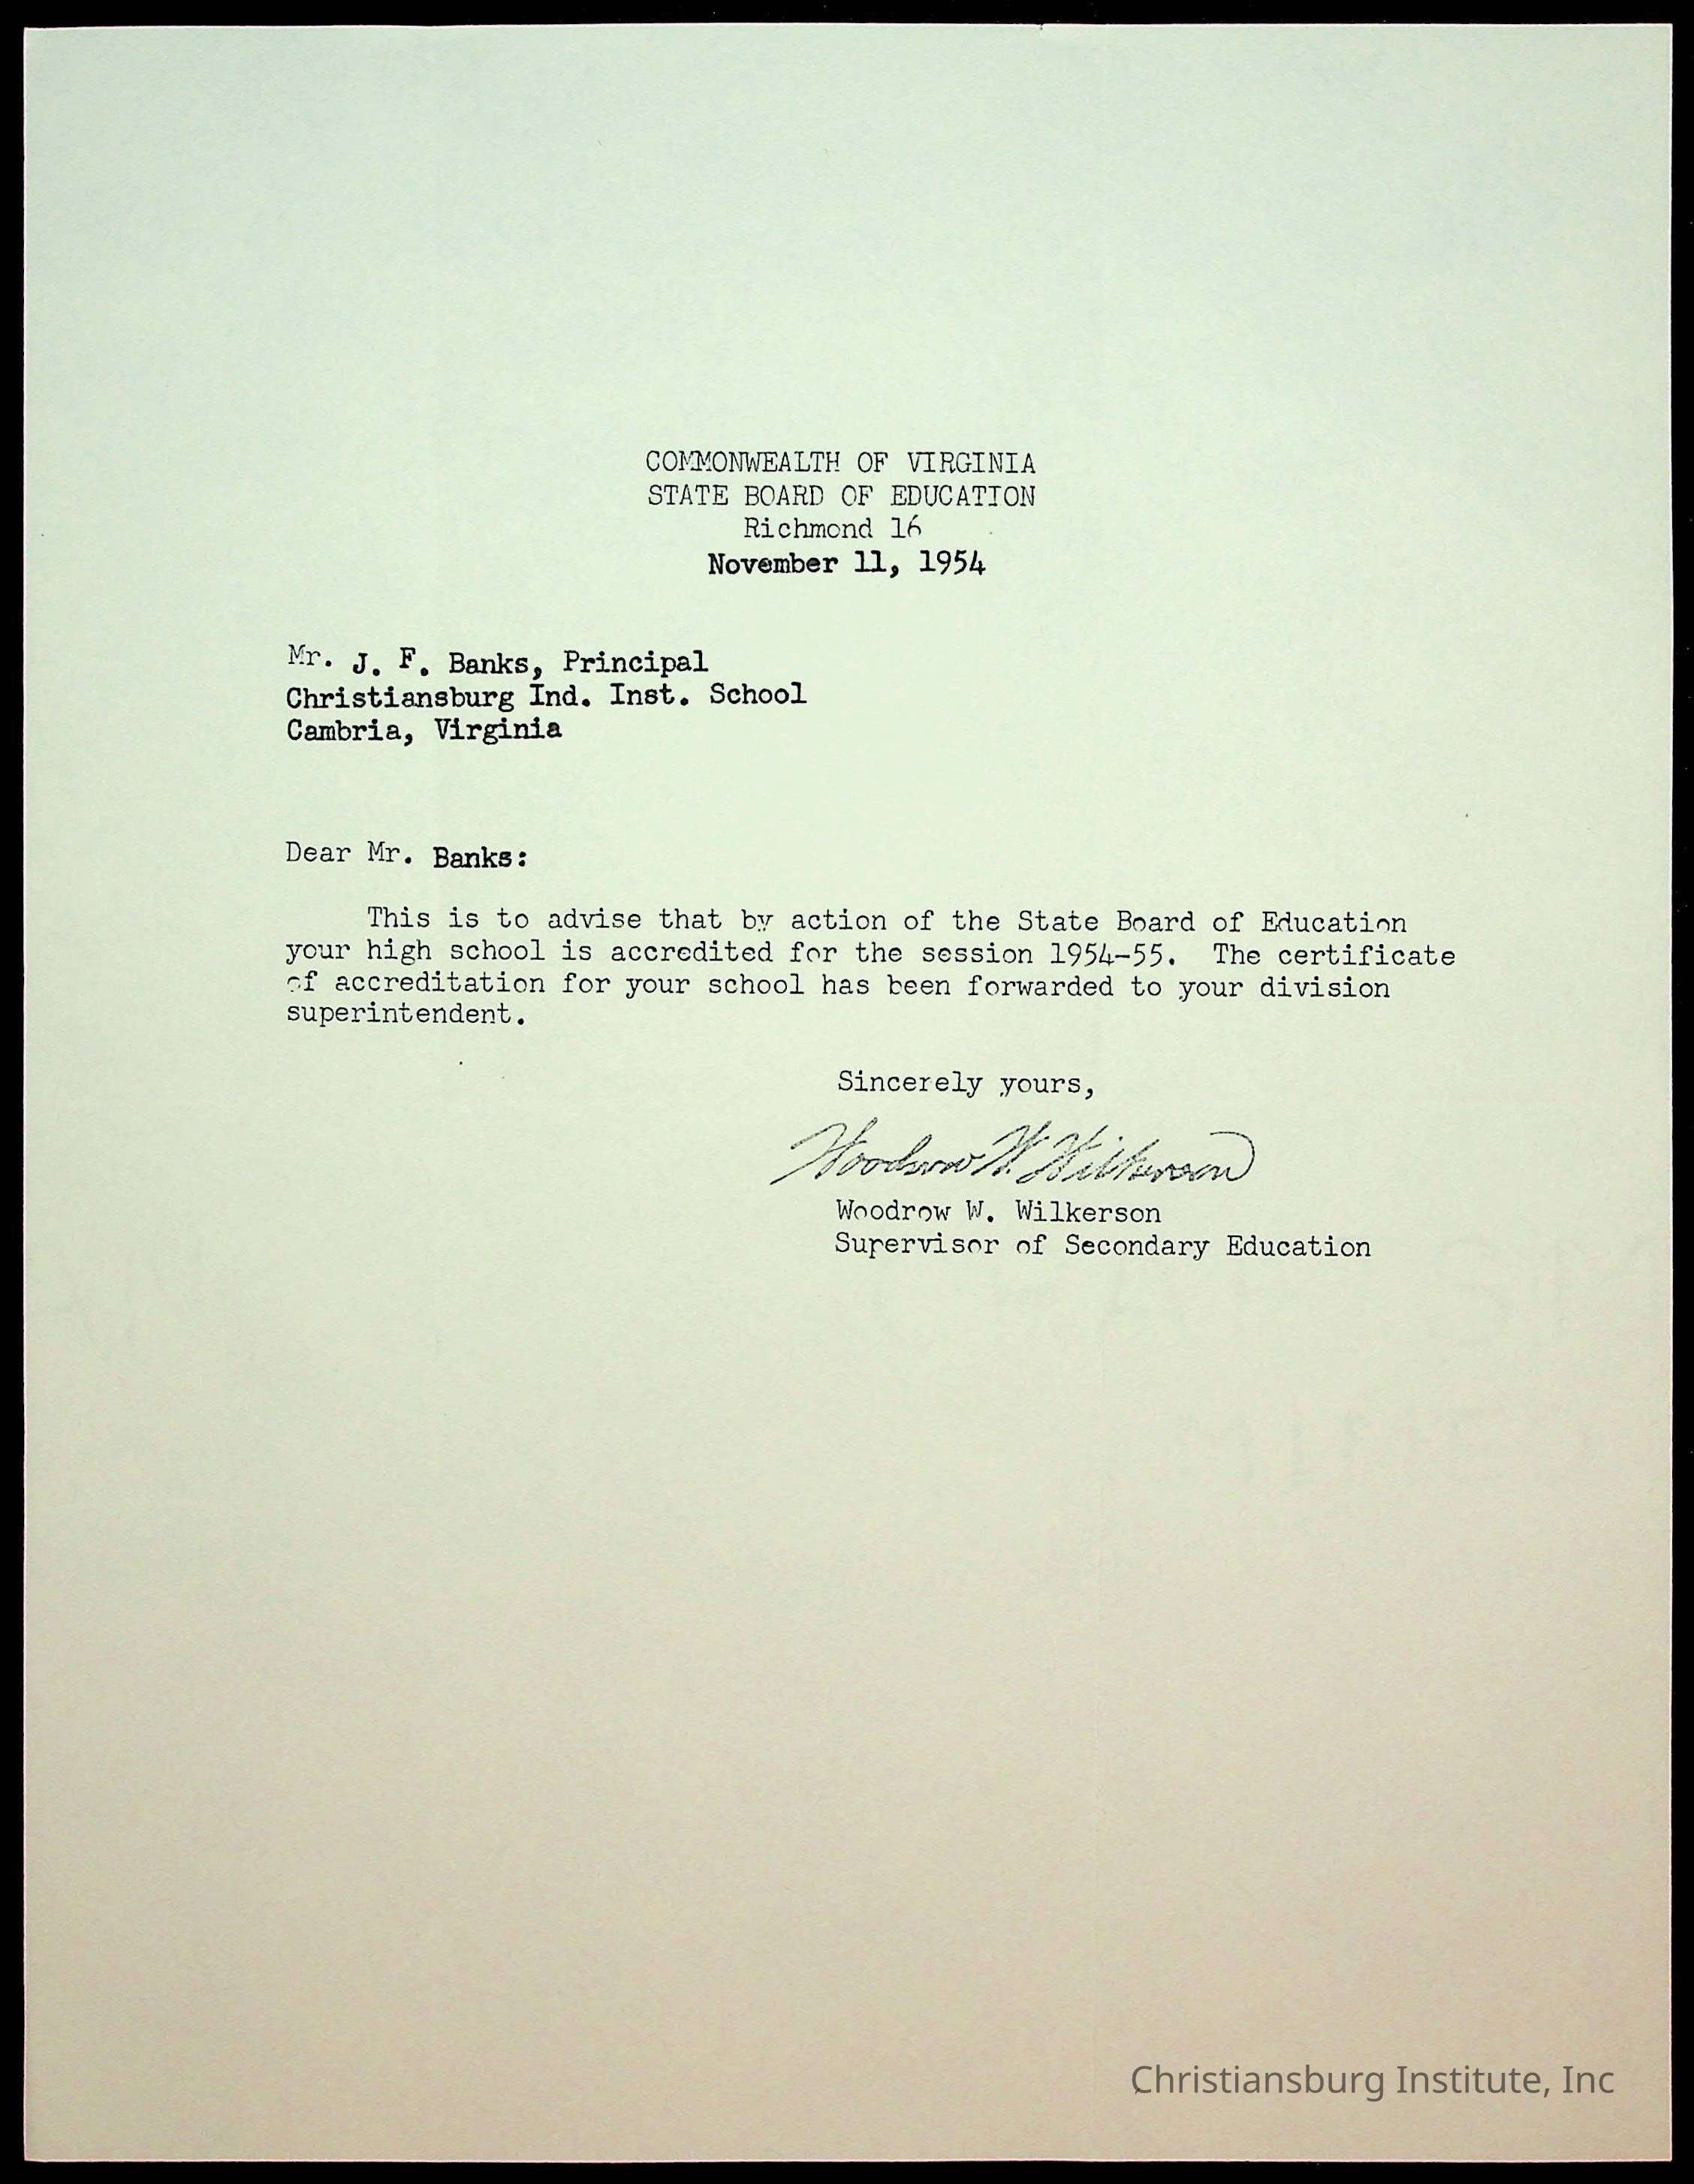 COMMONWEALTH OF VIRGINIA
STATE BOARD OF EDUCATION
Richmond 16
November 11, 1954
Mr. J. F. Banks, Principal
Christiansburg Ind. Inst. School
Cambria, Virginia
Dear Mr. Banks:
This is to advise that by action of the State Board of Education
your high school is accredited for the session 1954-55. The certificate
of accreditation for your school has been forwarded to your division
superintendent.
Sincerely yours,
Woodrow W. Wilkerson
Woodrow W. Wilkerson
Supervisor of Secondary Education
Christiansburg Institute, Inc